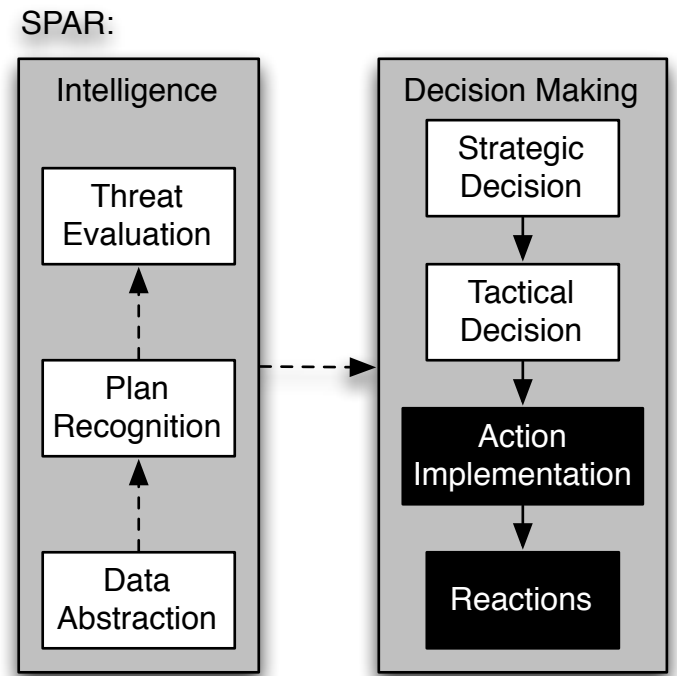 SPAR:
Intelligence
Threat
Evaluation
Plan
Recognition
Data
Abstraction
Decision Making
Strategic
Decision
Tactical
Decision
Action
Implementation
Reactions